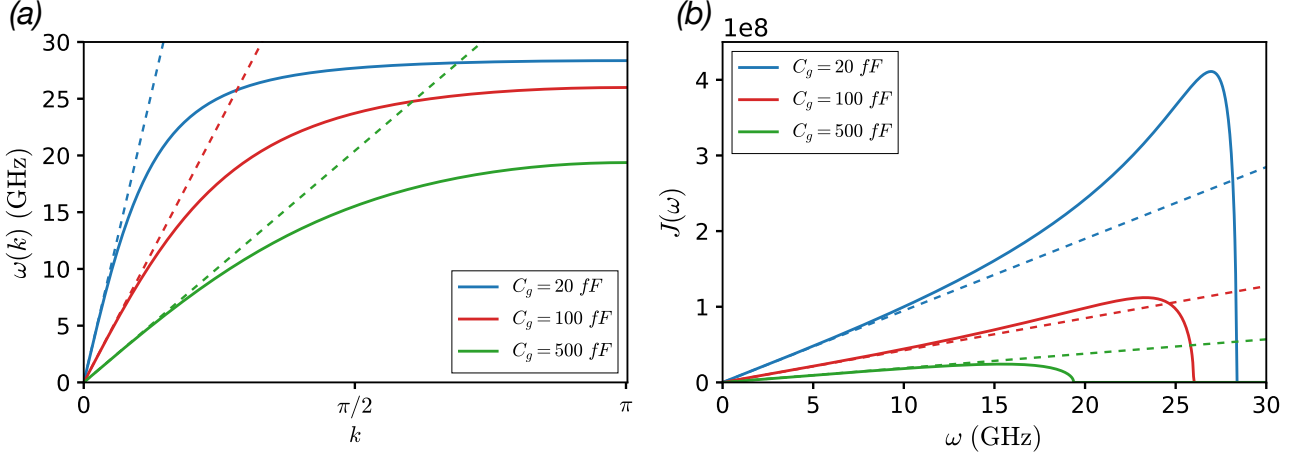 (a)
30
25
20
15
10
5
0
ω(k) (GHz)
C_g = 20 fF
C_g = 100 fF
C_g = 500 fF
0
π/2
π
k
(b)
1e8
4
3
2
1
0
J(ω)
C_g = 20 fF
C_g = 100 fF
C_g = 500 fF
0 5 10 15 20 25 30
ω (GHz)